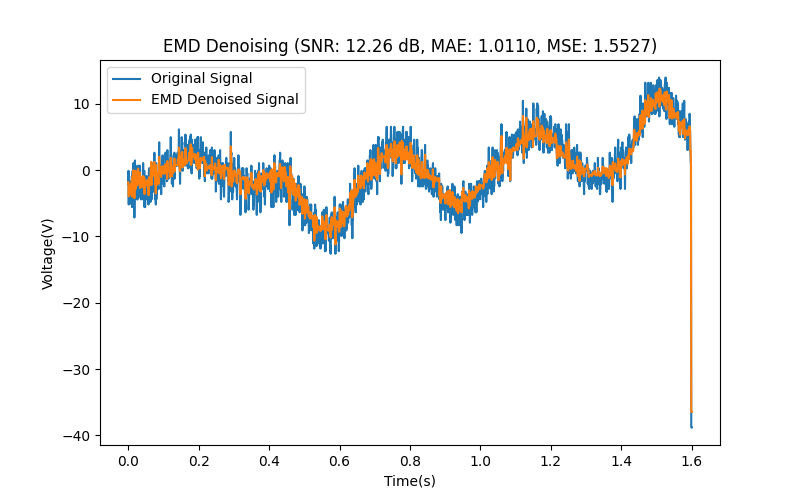 EMD Denoising (SNR: 12.26 dB, MAE: 1.0110, MSE: 1.5527)
Original Signal
EMD Denoised Signal
10
0
−10
−20
−30
−40
Voltage(V)
0.0 0.2 0.4 0.6 0.8 1.0 1.2 1.4 1.6
Time(s)